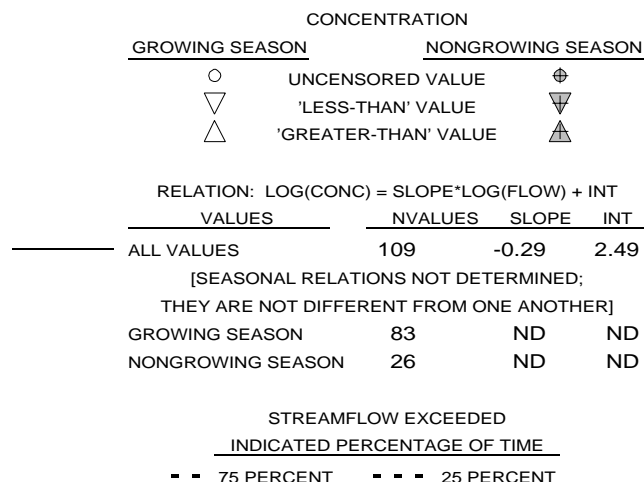 CONCENTRATION
GROWING SEASON NONGROWING SEASON
UNCENSORED VALUE
'LESS-THAN' VALUE
'GREATER-THAN' VALUE
RELATION: LOG(CONC) = SLOPE*LOG(FLOW) + INT
VALUES NVALUES SLOPE INT
ALL VALUES 109 -0.29 2.49
[SEASONAL RELATIONS NOT DETERMINED;
THEY ARE NOT DIFFERENT FROM ONE ANOTHER]
GROWING SEASON 83 ND ND
NONGROWING SEASON 26 ND ND
STREAMFLOW EXCEEDED
INDICATED PERCENTAGE OF TIME
75 PERCENT 25 PERCENT